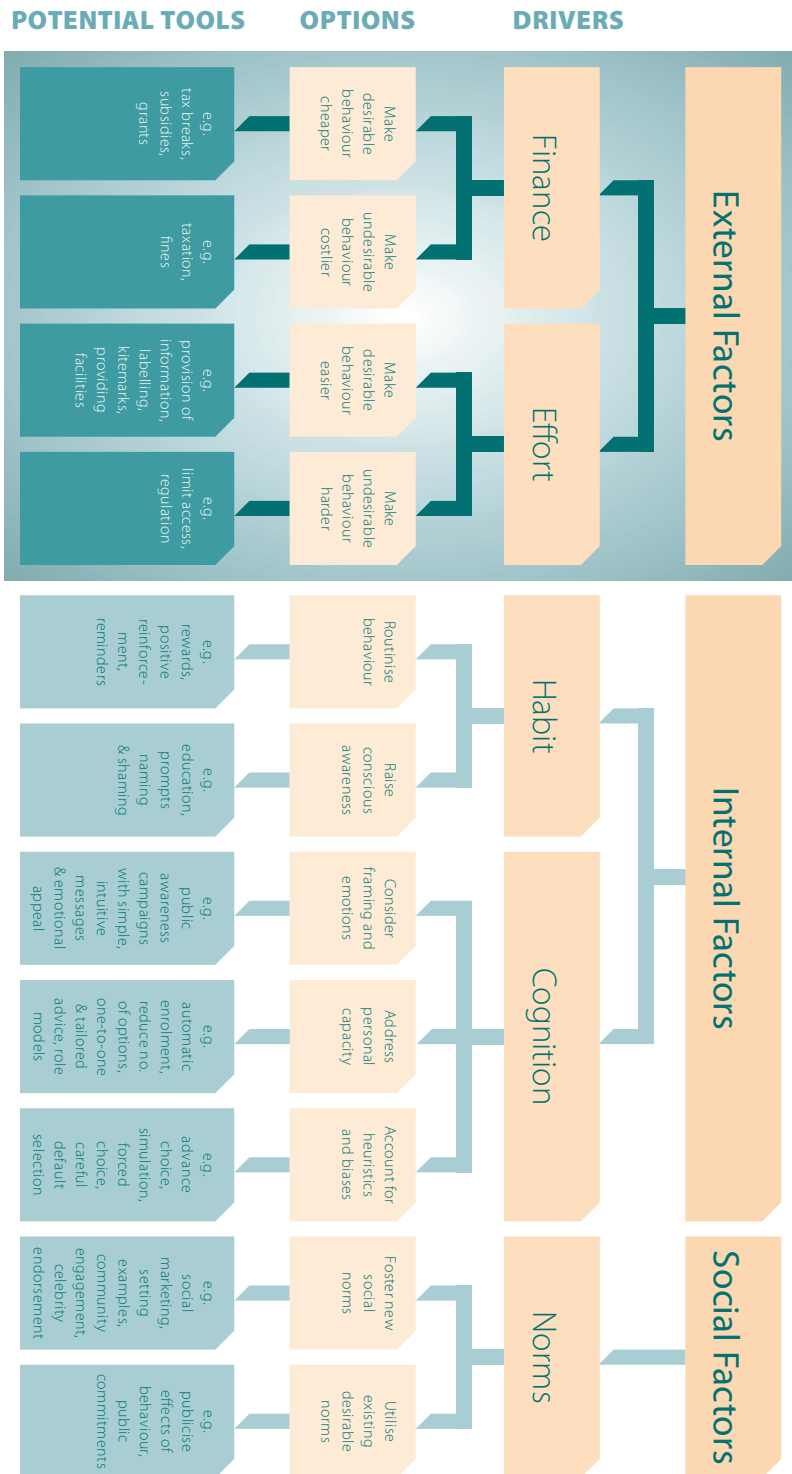 POTENTIAL TOOLS
OPTIONS
DRIVERS
External Factors
Internal Factors
Social Factors
Finance
Effort
Habit
Cognition
Norms
Make
desirable
behaviour
cheaper
Make
undesirable
behaviour
costlier
Make
desirable
behaviour
easier
Make
undesirable
behaviour
harder
Routinise
behaviour
Raise
conscious
awareness
Consider
framing and
emotions
Address
personal
capacity
Account for
heuristics
and biases
Foster new
social
norms
Utilise
existing
desirable
norms
e.g.
tax breaks,
subsidies,
grants
e.g.
taxation,
fines
e.g.
provision of
information,
labelling,
kitemarks,
providing
facilities
e.g.
limit access,
regulation
e.g.
rewards,
positive
reinforce-
ment,
reminders
e.g.
education,
prompts
naming
& shaming
e.g.
public
awareness
campaigns
with simple,
intuitive
messages
& emotional
appeal
e.g.
automatic
enrolment,
reduce no.
of options,
one-to-one
& tailored
advice, role
models
e.g.
advance
choice,
simulation,
forced
choice,
careful
default
selection
e.g.
social
marketing,
setting
examples,
community
engagement,
celebrity
endorsement
e.g.
publicise
effects of
behaviour,
public
commitments